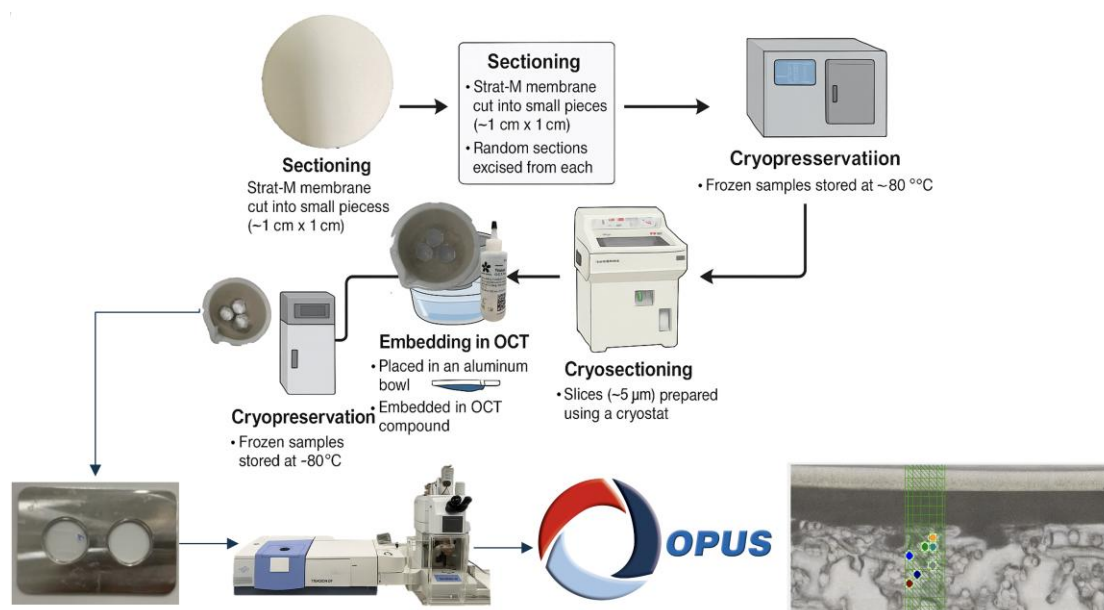 Sectioning
Strat-M membrane
cut into small piecess
(~1 cm x 1 cm)
Sectioning
• Strat-M membrane
cut into small pieces
(~1 cm x 1 cm)
• Random sections
excised from each
Cryopresservatiion
• Frozen samples stored at ~80 °°C
Cryosectioning
• Slices (~5 µm) prepared
using a cryostat
Embedding in OCT
• Placed in an aluminum
bowl
• Embedded in OCT
compound
Cryopreservation
• Frozen samples
stored at -80°C
OPUS